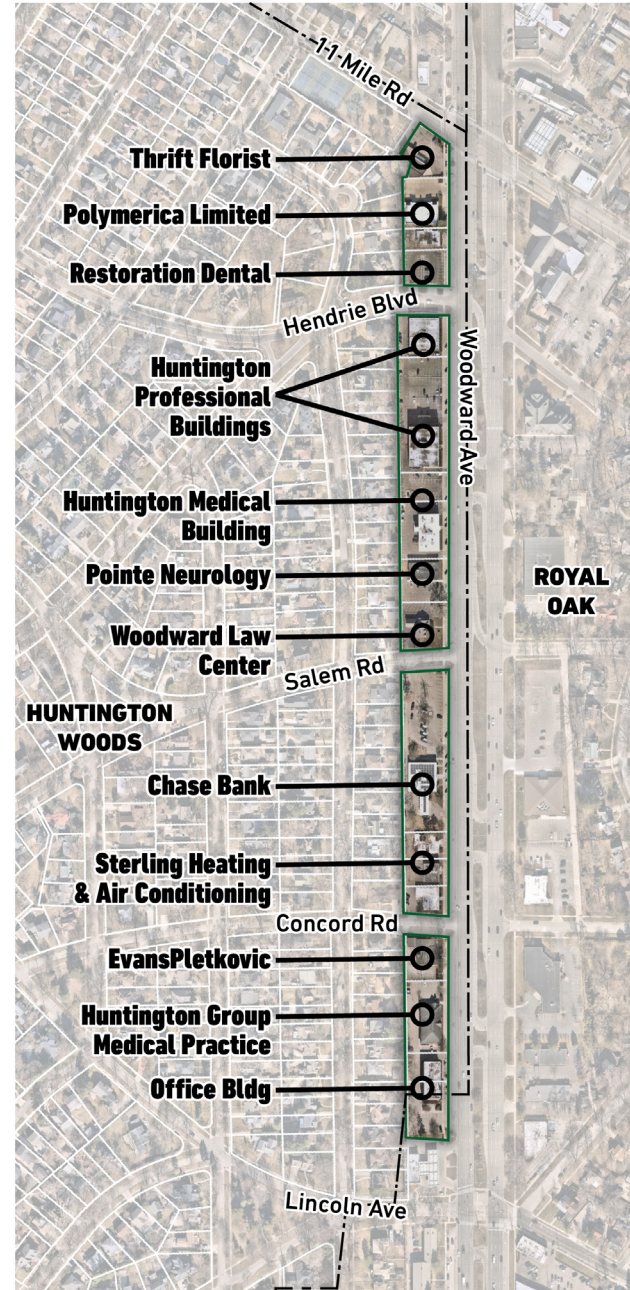 11 Mile Rd
Thrift Florist
Polymerica Limited
Restoration Dental
Hendrie Blvd
Woodward Ave
Huntington
Professional
Buildings
Huntington Medical
Building
Pointe Neurology
ROYAL
OAK
Woodward Law
Center
Salem Rd
HUNTINGTON
WOODS
Chase Bank
Sterling Heating
& Air Conditioning
Concord Rd
EvansPletkovic
Huntington Group
Medical Practice
Office Bldg
Lincoln Ave